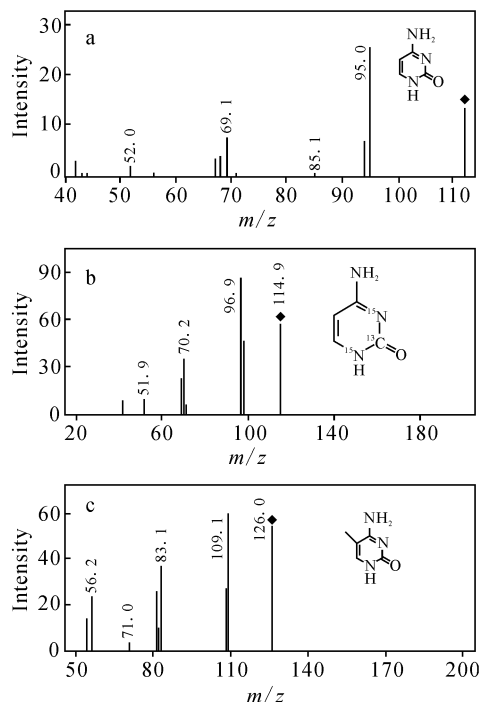 a
Intensity
30
20
10
0
52.0
69.1
85.1
95.0
NH₂
N
N
H
O
40 50 60 70 80 90 100 110
m/z
b
Intensity
90
60
30
0
51.9
70.2
96.9
114.9
NH₂
¹⁵N
¹³C
¹⁵N
H
O
20 60 100 140 180
m/z
c
Intensity
60
40
20
0
56.2
71.0
83.1
109.1
126.0
NH₂
N
N
H
O
50 80 110 140 170 200
m/z